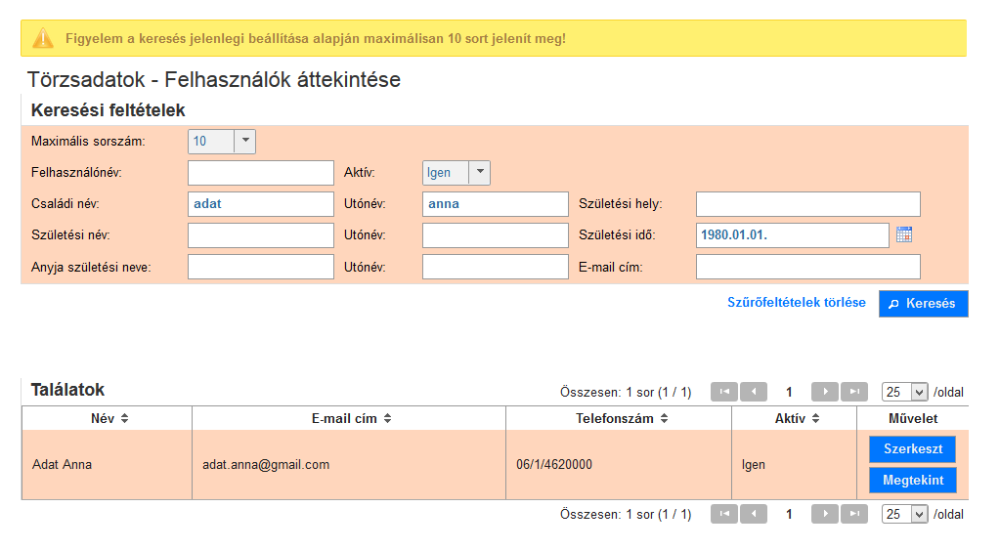 Figyelem a keresés jelenlegi beállítása alapján maximálisan 10 sort jelenít meg!
Törzsadatok - Felhasználók áttekintése
Keresési feltételek
Maximális sorszám: 10
Felhasználónév: Aktív: Igen
Családi név: adat Utónév: anna Születési hely:
Születési név: Utónév: Születési idő: 1980.01.01.
Anyja születési neve: Utónév: E-mail cím:
Szűrőfeltételek törlése Keresés
Találatok Összesen: 1 sor (1 / 1) 1 25 /oldal
Név E-mail cím Telefonszám Aktív Művelet
Adat Anna adat.anna@gmail.com 06/1/4620000 Igen Szerkeszt
Megtekint
Összesen: 1 sor (1 / 1) 1 25 /oldal